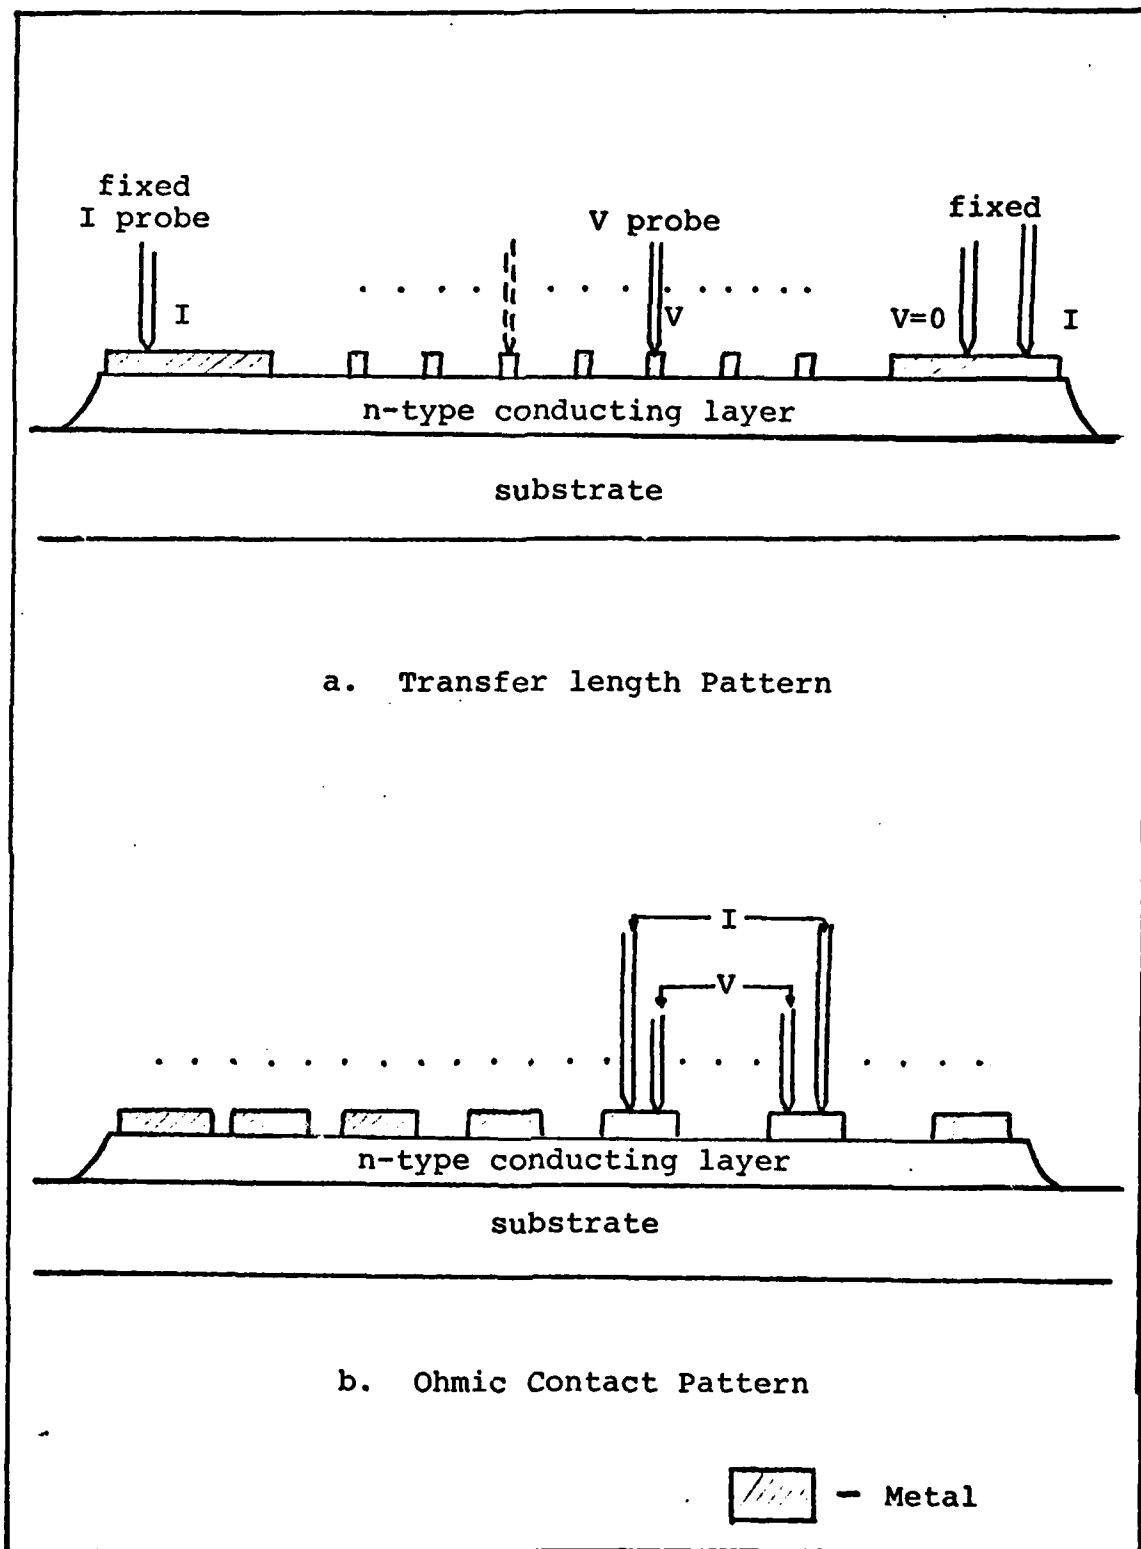 fixed
I probe
V probe
fixed
I
V
V=0
I
n-type conducting layer
substrate
a. Transfer length Pattern
I
V
n-type conducting layer
substrate
b. Ohmic Contact Pattern
- Metal